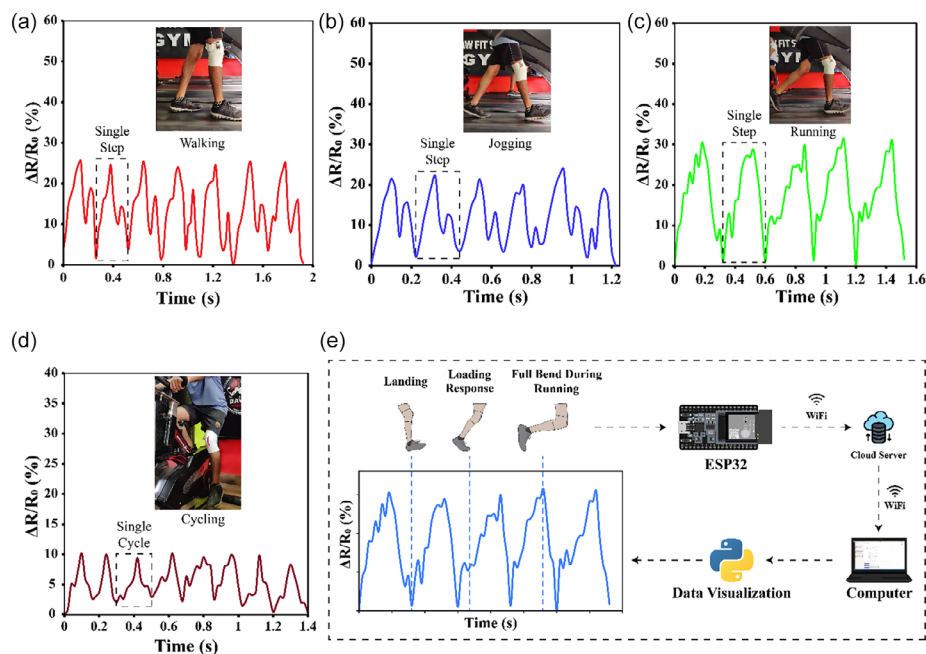 (a)
ΔR/R₀ (%)
60
50
40
30
20
10
0
0
0.4
0.8
1.2
1.6
2
Time (s)
Single
Step
GYM
Walking
(b)
ΔR/R₀ (%)
60
50
40
30
20
10
0
0
0.2
0.4
0.6
0.8
1
1.2
Time (s)
Single
Step
AW FITS
GYM
Jogging
(c)
ΔR/R₀ (%)
60
50
40
30
20
10
0
0
0.2
0.4
0.6
0.8
1
1.2
1.4
1.6
Time (s)
Single
Step
Running
(d)
ΔR/R₀ (%)
40
35
30
25
20
15
10
5
0
0
0.2
0.4
0.6
0.8
1
1.2
1.4
Time (s)
Single
Cycle
Cycling
(e)
Landing
Loading
Response
Full Bend During
Running
ΔR/R₀ (%)
Time (s)
ESP32
WiFi
Cloud Server
WiFi
Computer
Data Visualization